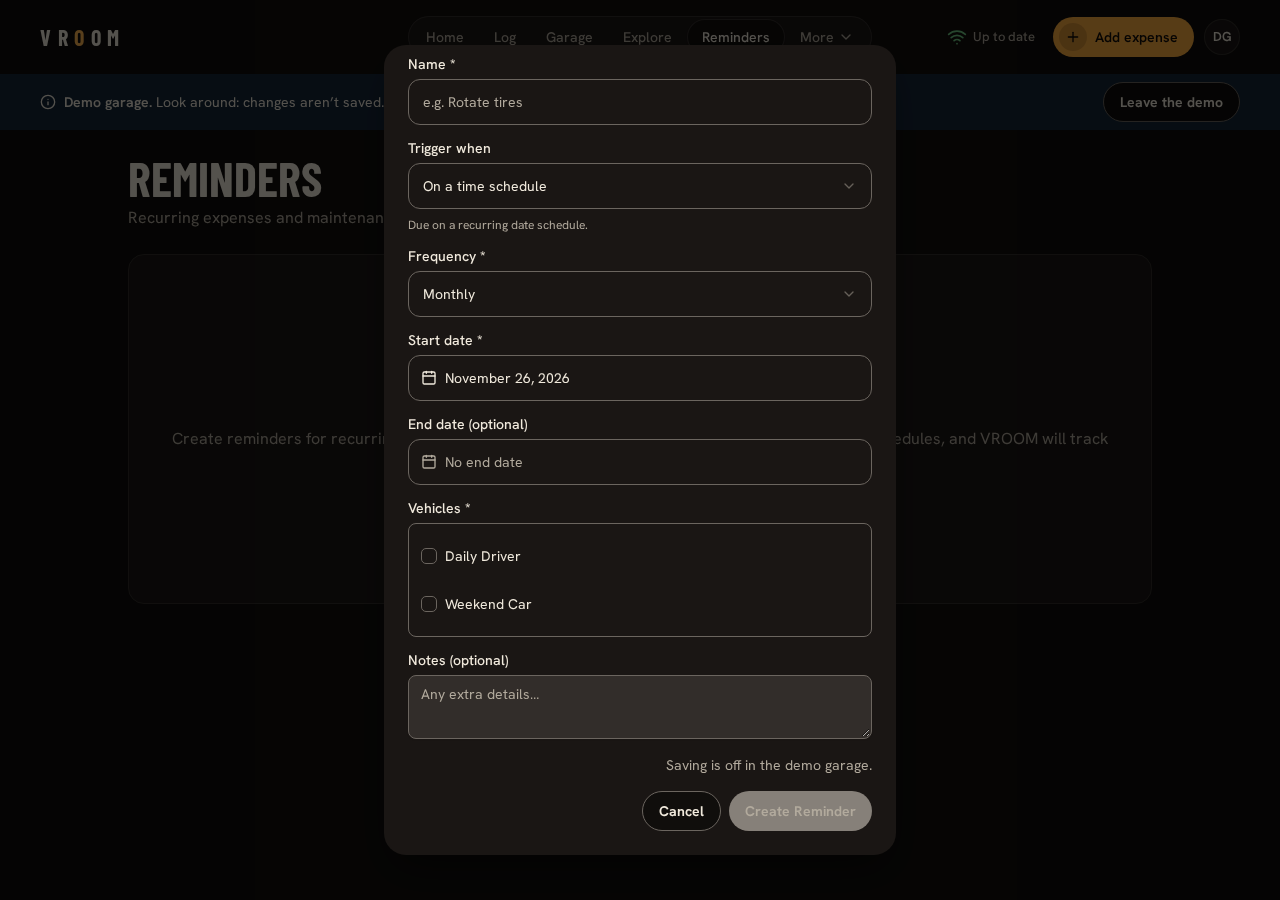 VROOM
Home
Log
Garage
Explore
Reminders
More
Up to date
Add expense
DG
Demo garage. Look around: changes aren’t saved.
Leave the demo
REMINDERS
Recurring expenses and maintenan
Create reminders for recurri
edules, and VROOM will track
Name *
e.g. Rotate tires
Trigger when
On a time schedule
Due on a recurring date schedule.
Frequency *
Monthly
Start date *
November 26, 2026
End date (optional)
No end date
Vehicles *
Daily Driver
Weekend Car
Notes (optional)
Any extra details...
Saving is off in the demo garage.
Cancel
Create Reminder